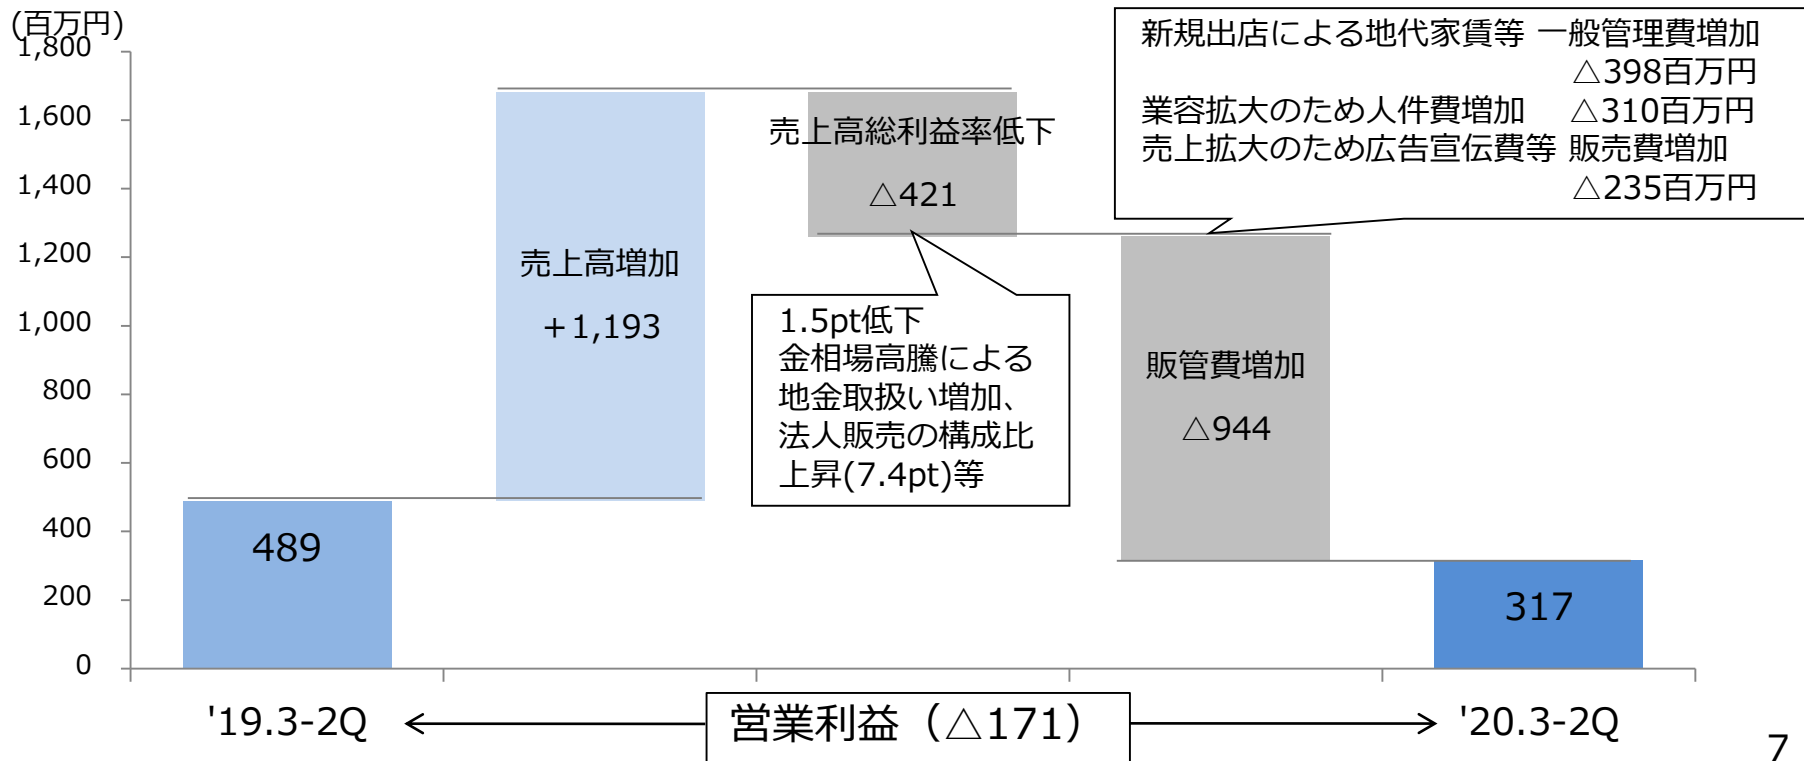 (百万円)
1,800
1,600
1,400
1,200
1,000
800
600
400
200
0
489
売上高増加
+1,193
売上高総利益率低下
△421
1.5pt低下
金相場高騰による
地金取扱い増加、
法人販売の構成比
上昇(7.4pt)等
新規出店による地代家賃等 一般管理費増加
△398百万円
業容拡大のため人件費増加 △310百万円
売上拡大のため広告宣伝費等 販売費増加
△235百万円
販管費増加
△944
317
'19.3-2Q
営業利益（△171）
'20.3-2Q
7